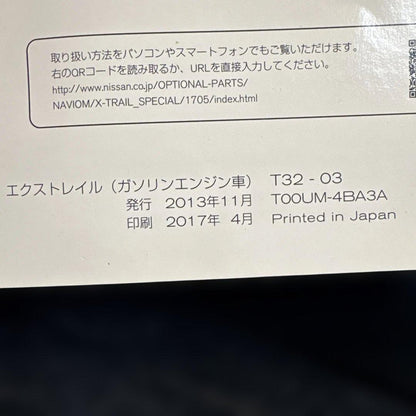 取り扱い方法をパソコンやスマートフォンでもご覧いただけます。
右のQRコードを読み取るか、URLを直接入力してください。
http://www.nissan.co.jp/OPTIONAL-PARTS/
NAVIOM/X-TRAIL_SPECIAL/1705/index.html
エクストレイル（ガソリンエンジン車） T32 - 03
発行 2013年11月 T00UM-4BA3A
印刷 2017年 4月 Printed in Japan